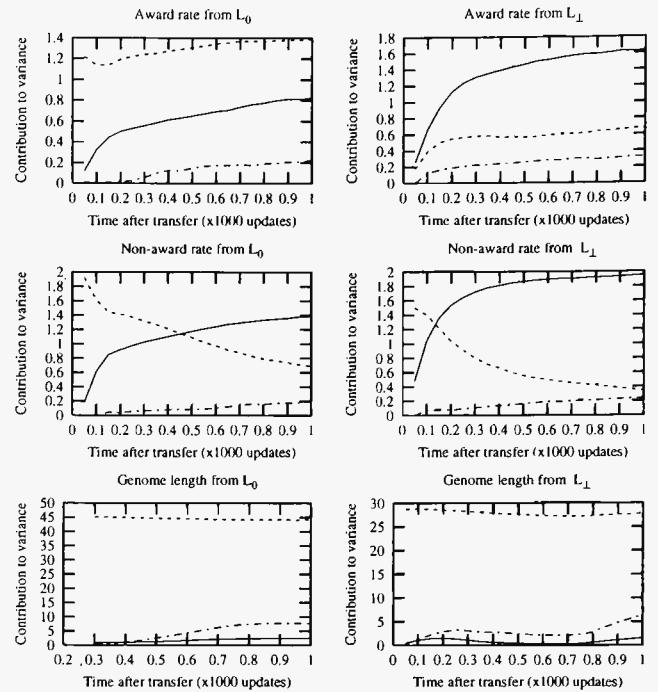 Award rate from L0
Contribution to variance
1.4
1.2
1
0.8
0.6
0.4
0.2
0
0 0.1 0.2 0.3 0.4 0.5 0.6 0.7 0.8 0.9 1
Time after transfer (x1000 updates)
Award rate from L⊥
Contribution to variance
1.8
1.6
1.4
1.2
1
0.8
0.6
0.4
0.2
0
0 0.1 0.2 0.3 0.4 0.5 0.6 0.7 0.8 0.9 1
Time after transfer (x1000 updates)
Non-award rate from L0
Contribution to variance
2
1.8
1.6
1.4
1.2
1
0.8
0.6
0.4
0.2
0
0 0.1 0.2 0.3 0.4 0.5 0.6 0.7 0.8 0.9 1
Time after transfer (x1000 updates)
Non-award rate from L⊥
Contribution to variance
2
1.8
1.6
1.4
1.2
1
0.8
0.6
0.4
0.2
0
0 0.1 0.2 0.3 0.4 0.5 0.6 0.7 0.8 0.9 1
Time after transfer (x1000 updates)
Genome length from L0
Contribution to variance
50
45
40
35
30
25
20
15
10
5
0
0.2 0.3 0.4 0.5 0.6 0.7 0.8 0.9 1
Time after transfer (x1000 updates)
Genome length from L⊥
Contribution to variance
30
25
20
15
10
5
0
0 0.1 0.2 0.3 0.4 0.5 0.6 0.7 0.8 0.9 1
Time after transfer (x1000 updates)